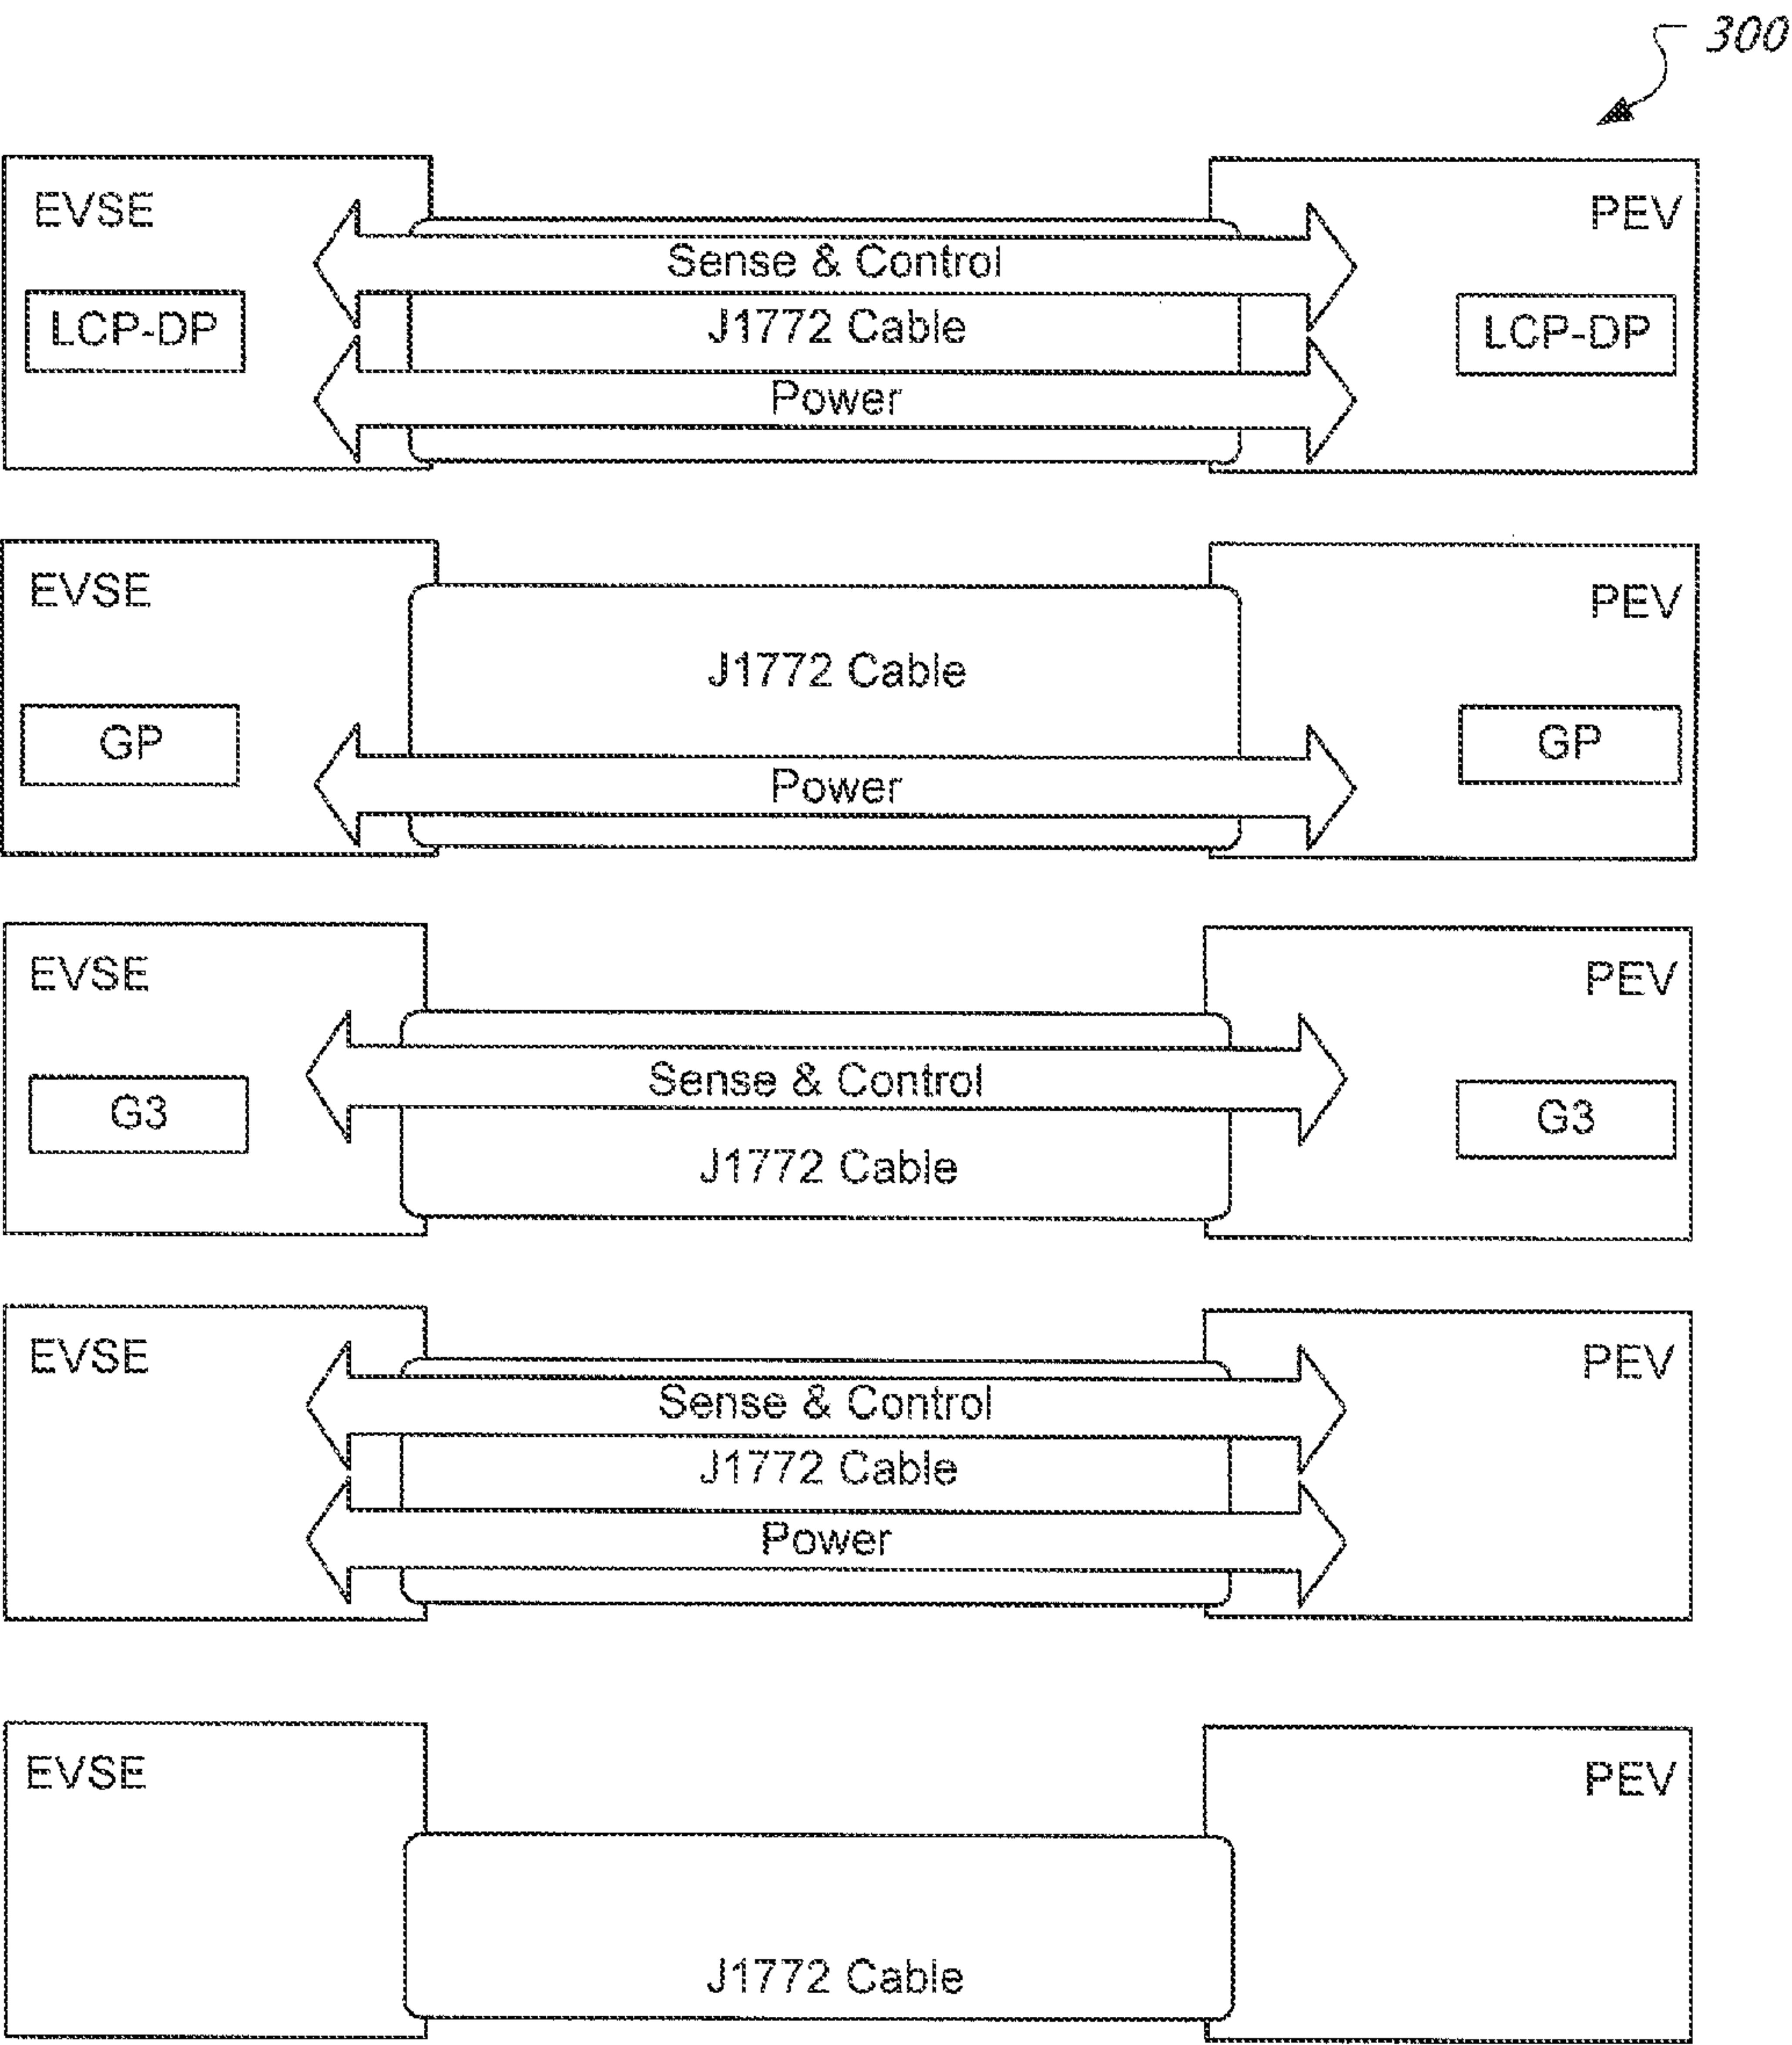 300
EVSE
PEV
Sense & Control
LCP-DP
J1772 Cable
LCP-DP
Power
EVSE
PEV
J1772 Cable
GP
GP
Power
EVSE
PEV
Sense & Control
G3
G3
J1772 Cable
EVSE
PEV
Sense & Control
J1772 Cable
Power
EVSE
PEV
J1772 Cable